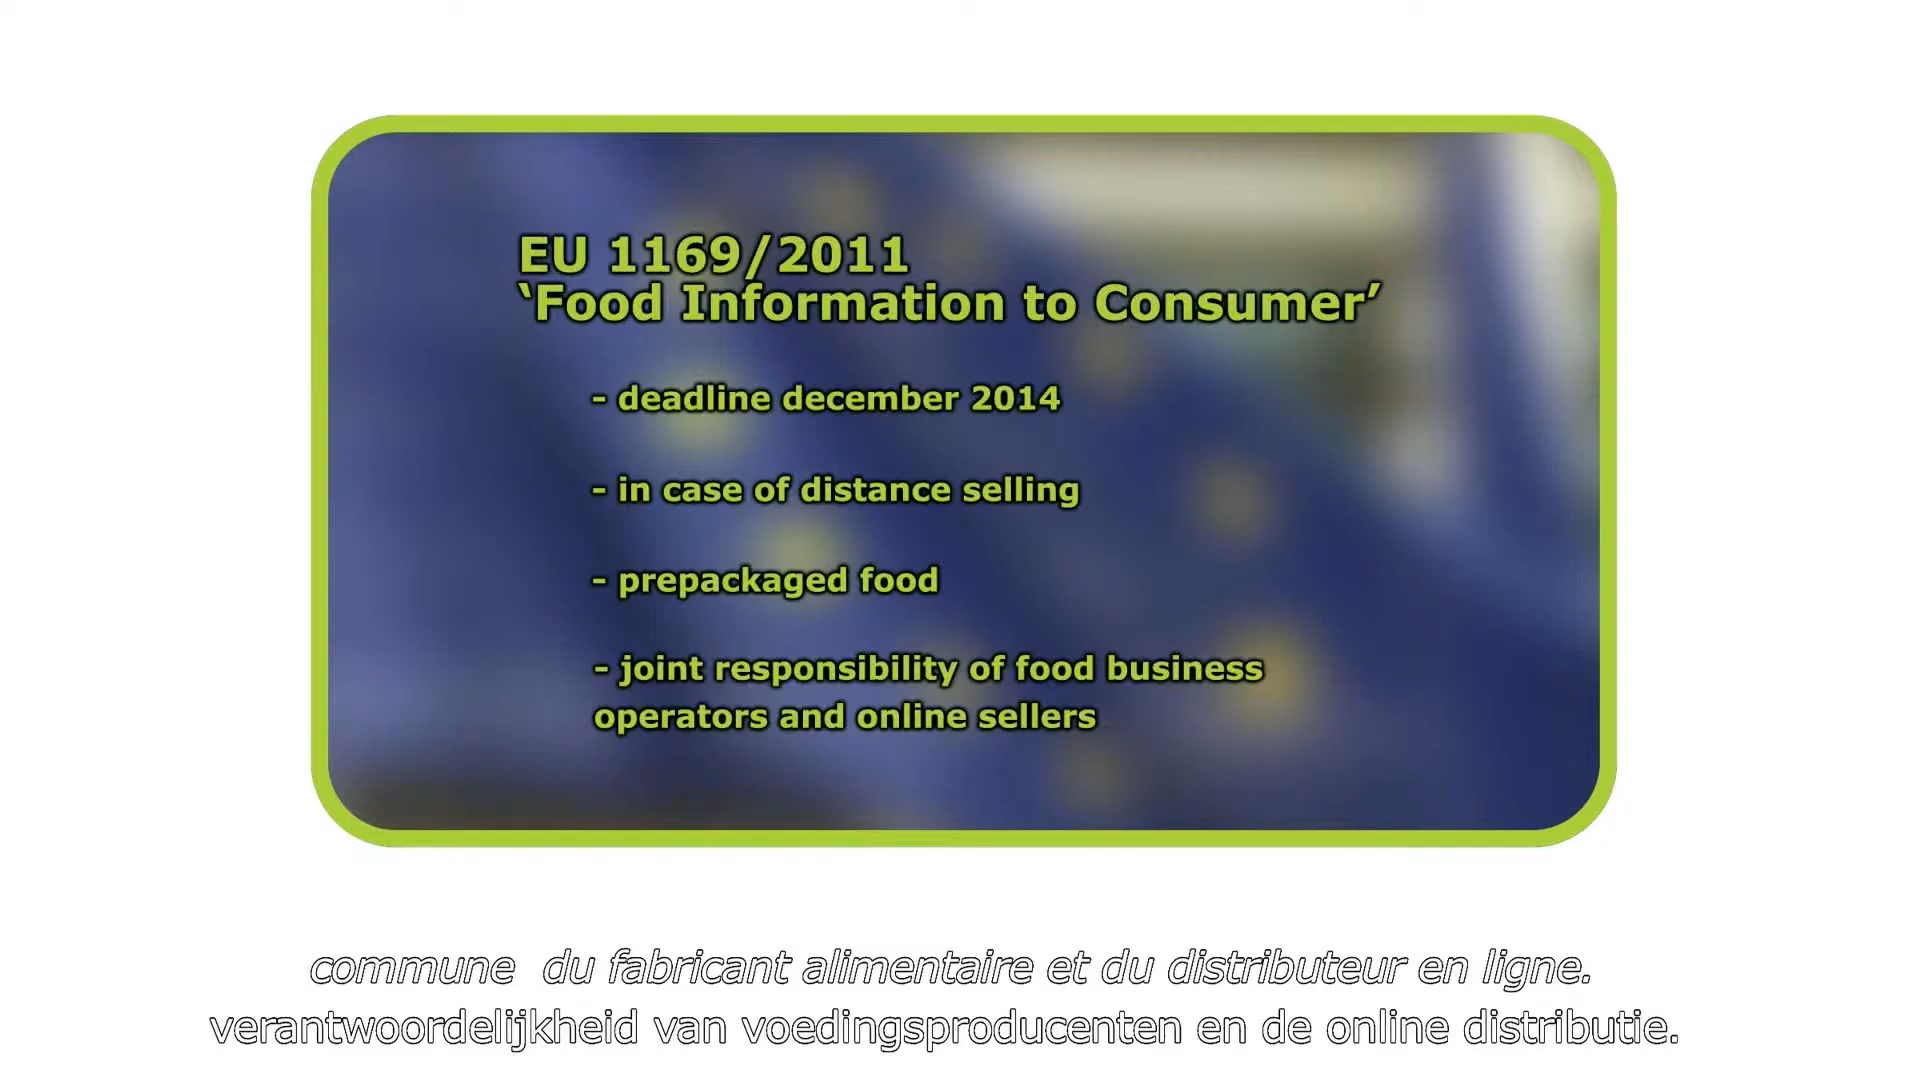 EU 1169/2011
‘Food Information to Consumer’
- deadline december 2014
- in case of distance selling
- prepackaged food
- joint responsibility of food business
operators and online sellers
commune du fabricant alimentaire et du distributeur en ligne.
verantwoordelijkheid van voedingsproducenten en de online distributie.